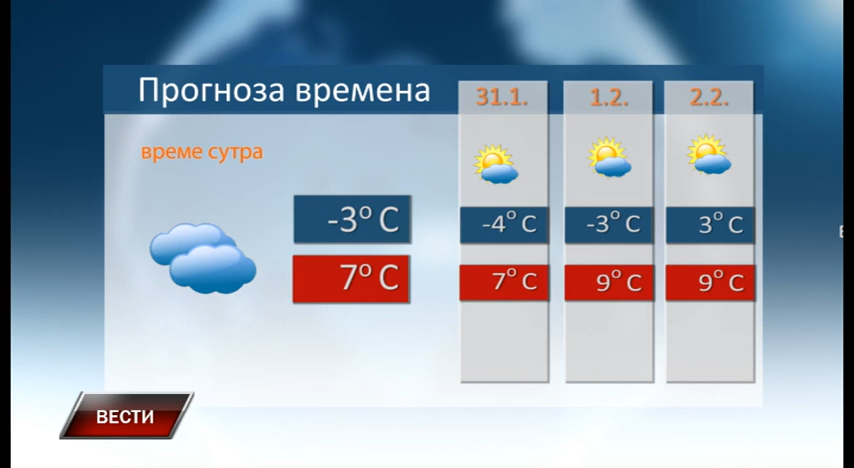 Прогноза времена
време сутра
-3° C
7° C
31.1.
-4° C
7° C
1.2.
-3° C
9° C
2.2.
3° C
9° C
ВЕСТИ